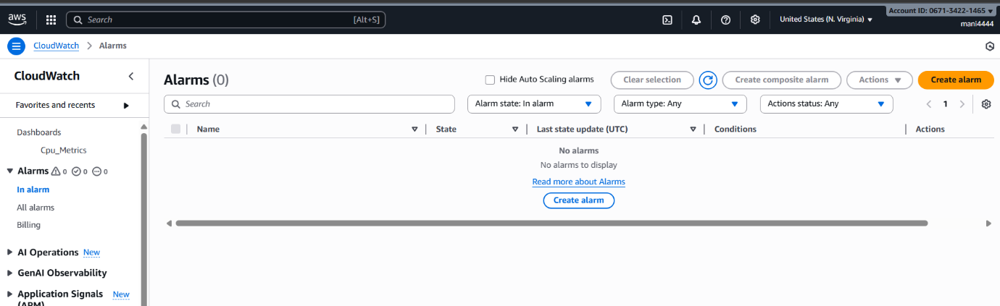 aws
Search [Alt+S]
United States (N. Virginia)
Account ID: 0671-3422-1465
mani4444
CloudWatch > Alarms
CloudWatch
Favorites and recents
Dashboards
Cpu_Metrics
Alarms 0 0 0
In alarm
All alarms
Billing
AI Operations New
GenAI Observability
Application Signals New
(APM)
Alarms (0)
Hide Auto Scaling alarms
Clear selection
Create composite alarm
Actions
Create alarm
Search
Alarm state: In alarm
Alarm type: Any
Actions status: Any
1
Name State Last state update (UTC) Conditions Actions
No alarms
No alarms to display
Read more about Alarms
Create alarm